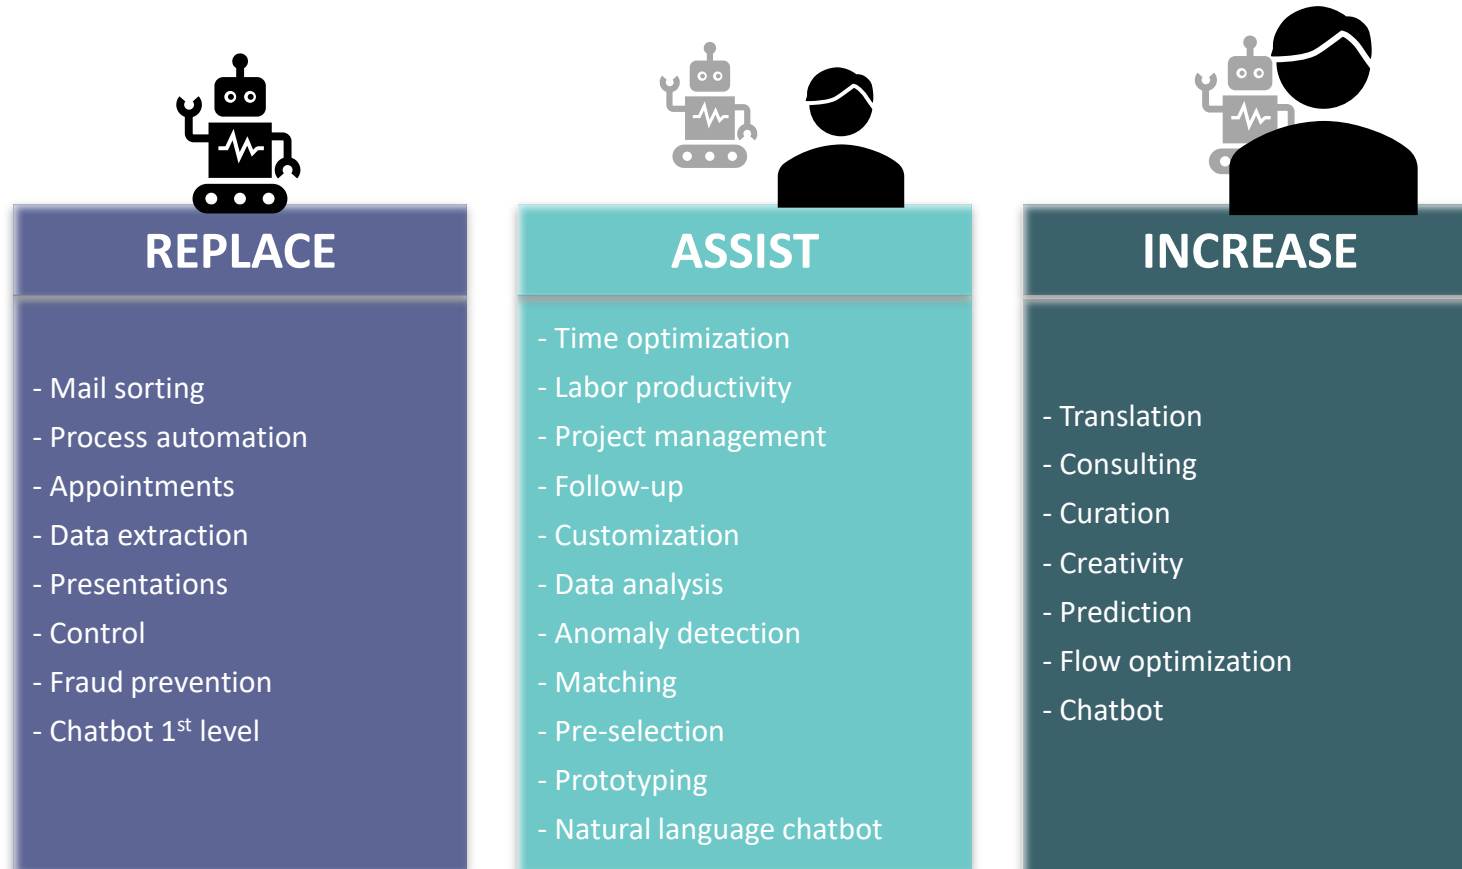 REPLACE
- Mail sorting
- Process automation
- Appointments
- Data extraction
- Presentations
- Control
- Fraud prevention
- Chatbot 1st level
ASSIST
- Time optimization
- Labor productivity
- Project management
- Follow-up
- Customization
- Data analysis
- Anomaly detection
- Matching
- Pre-selection
- Prototyping
- Natural language chatbot
INCREASE
- Translation
- Consulting
- Curation
- Creativity
- Prediction
- Flow optimization
- Chatbot